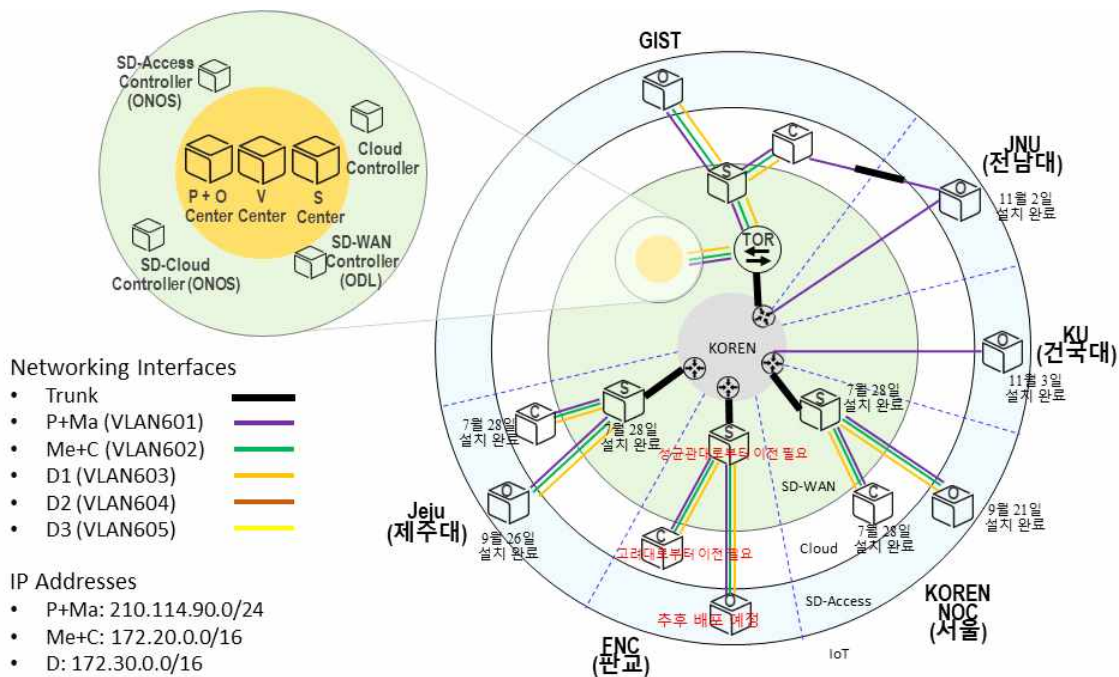 GIST
SD-Access
Controller
(ONOS)
Cloud
Controller
P + O
Center
V
Center
S
Center
SD-Cloud
Controller (ONOS)
SD-WAN
Controller
(ODL)
O
C
S
TOR
JNU
(전남대)
O
11월 2일
설치 완료
KOREN
KU
(건국대)
O
11월 3일
설치 완료
Networking Interfaces
• Trunk
• P+Ma (VLAN601)
• Me+C (VLAN602)
• D1 (VLAN603)
• D2 (VLAN604)
• D3 (VLAN605)
IP Addresses
• P+Ma: 210.114.90.0/24
• Me+C: 172.20.0.0/16
• D: 172.30.0.0/16
S
7월 28일
설치 완료
C
7월 28일
설치 완료
O
9월 26일
설치 완료
Jeju
(제주대)
S
성균관대로부터 이전 필요
C
고려대로부터 이전 필요
O
추후 배포 예정
FNC
(판교)
S
7월 28일
설치 완료
C
7월 28일
설치 완료
O
9월 21일
설치 완료
KOREN
NOC
(서울)
SD-WAN
Cloud
SD-Access
IoT